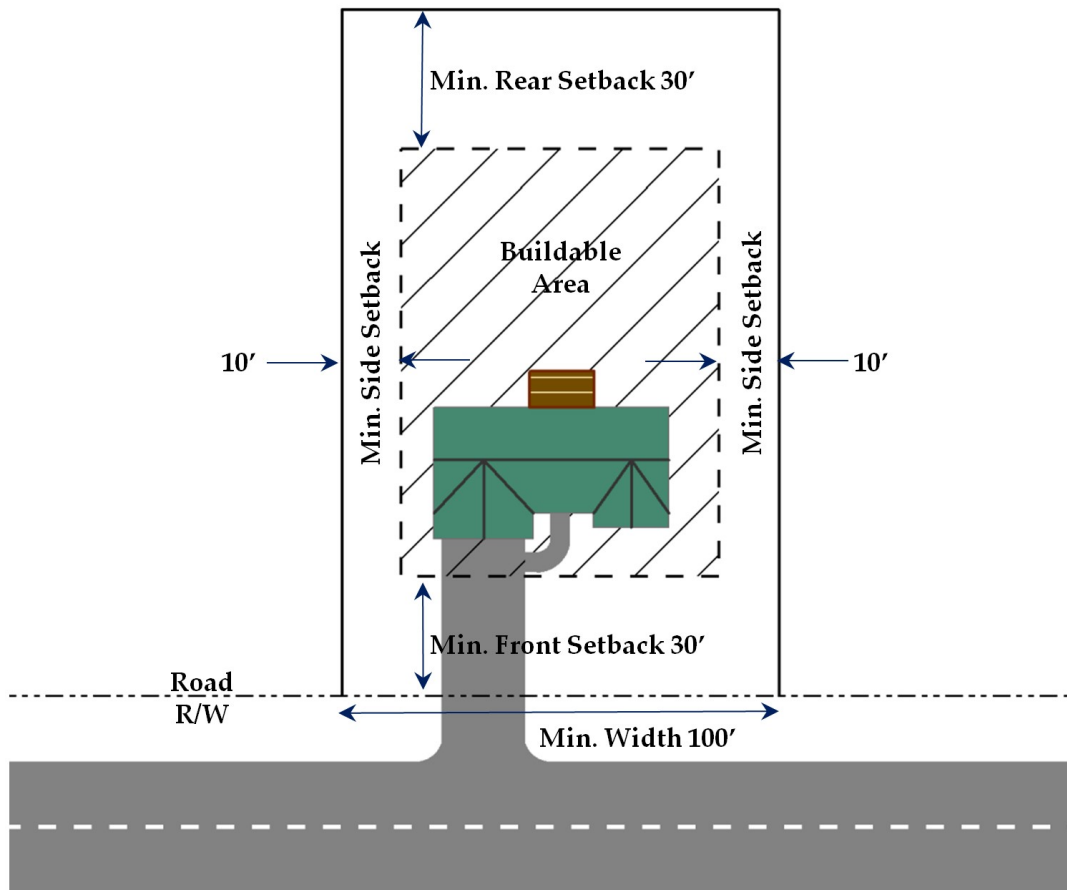 Min. Rear Setback 30’
Buildable
Area
Min. Side Setback
Min. Side Setback
10’
10’
Min. Front Setback 30’
Road
R/W
Min. Width 100’